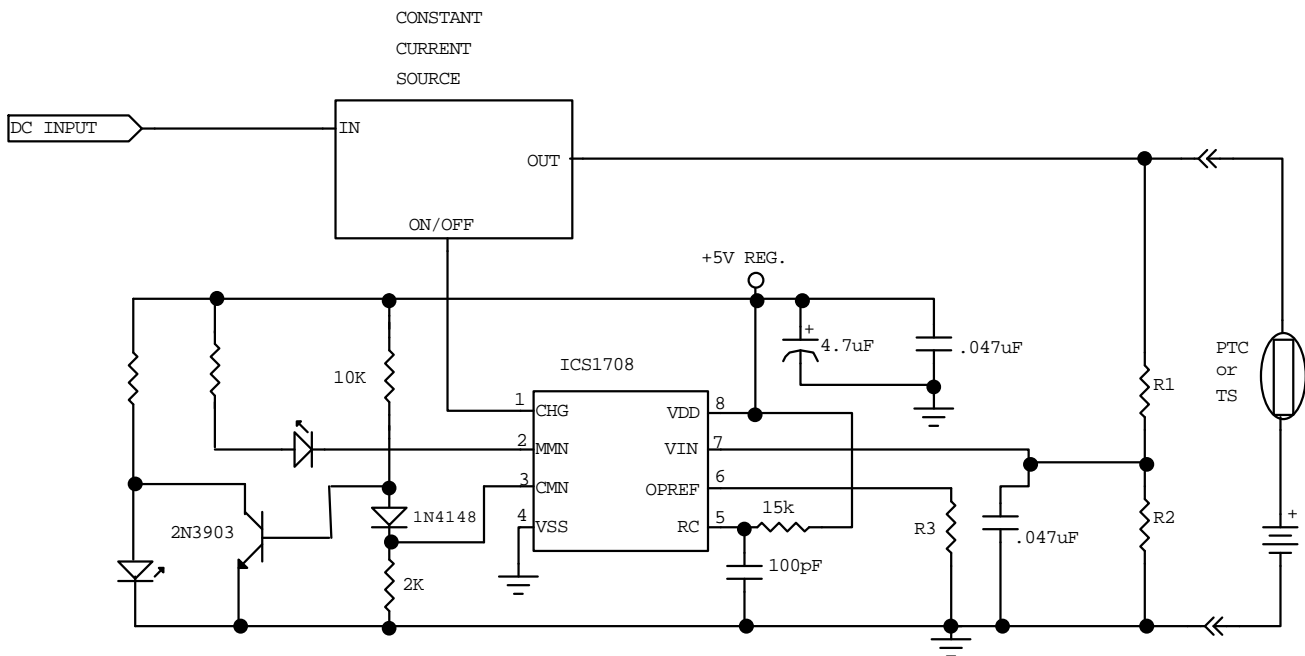 CONSTANT
CURRENT
SOURCE
DC INPUT
IN
OUT
ON/OFF
+5V REG.
+
4.7uF
.047uF
PTC
or
TS
10K
ICS1708
R1
1
CHG
VDD
8
2
MMN
VIN
7
3
CMN
OPREF
6
4
VSS
RC
5
15k
1N4148
2N3903
R3
.047uF
R2
+
2K
100pF